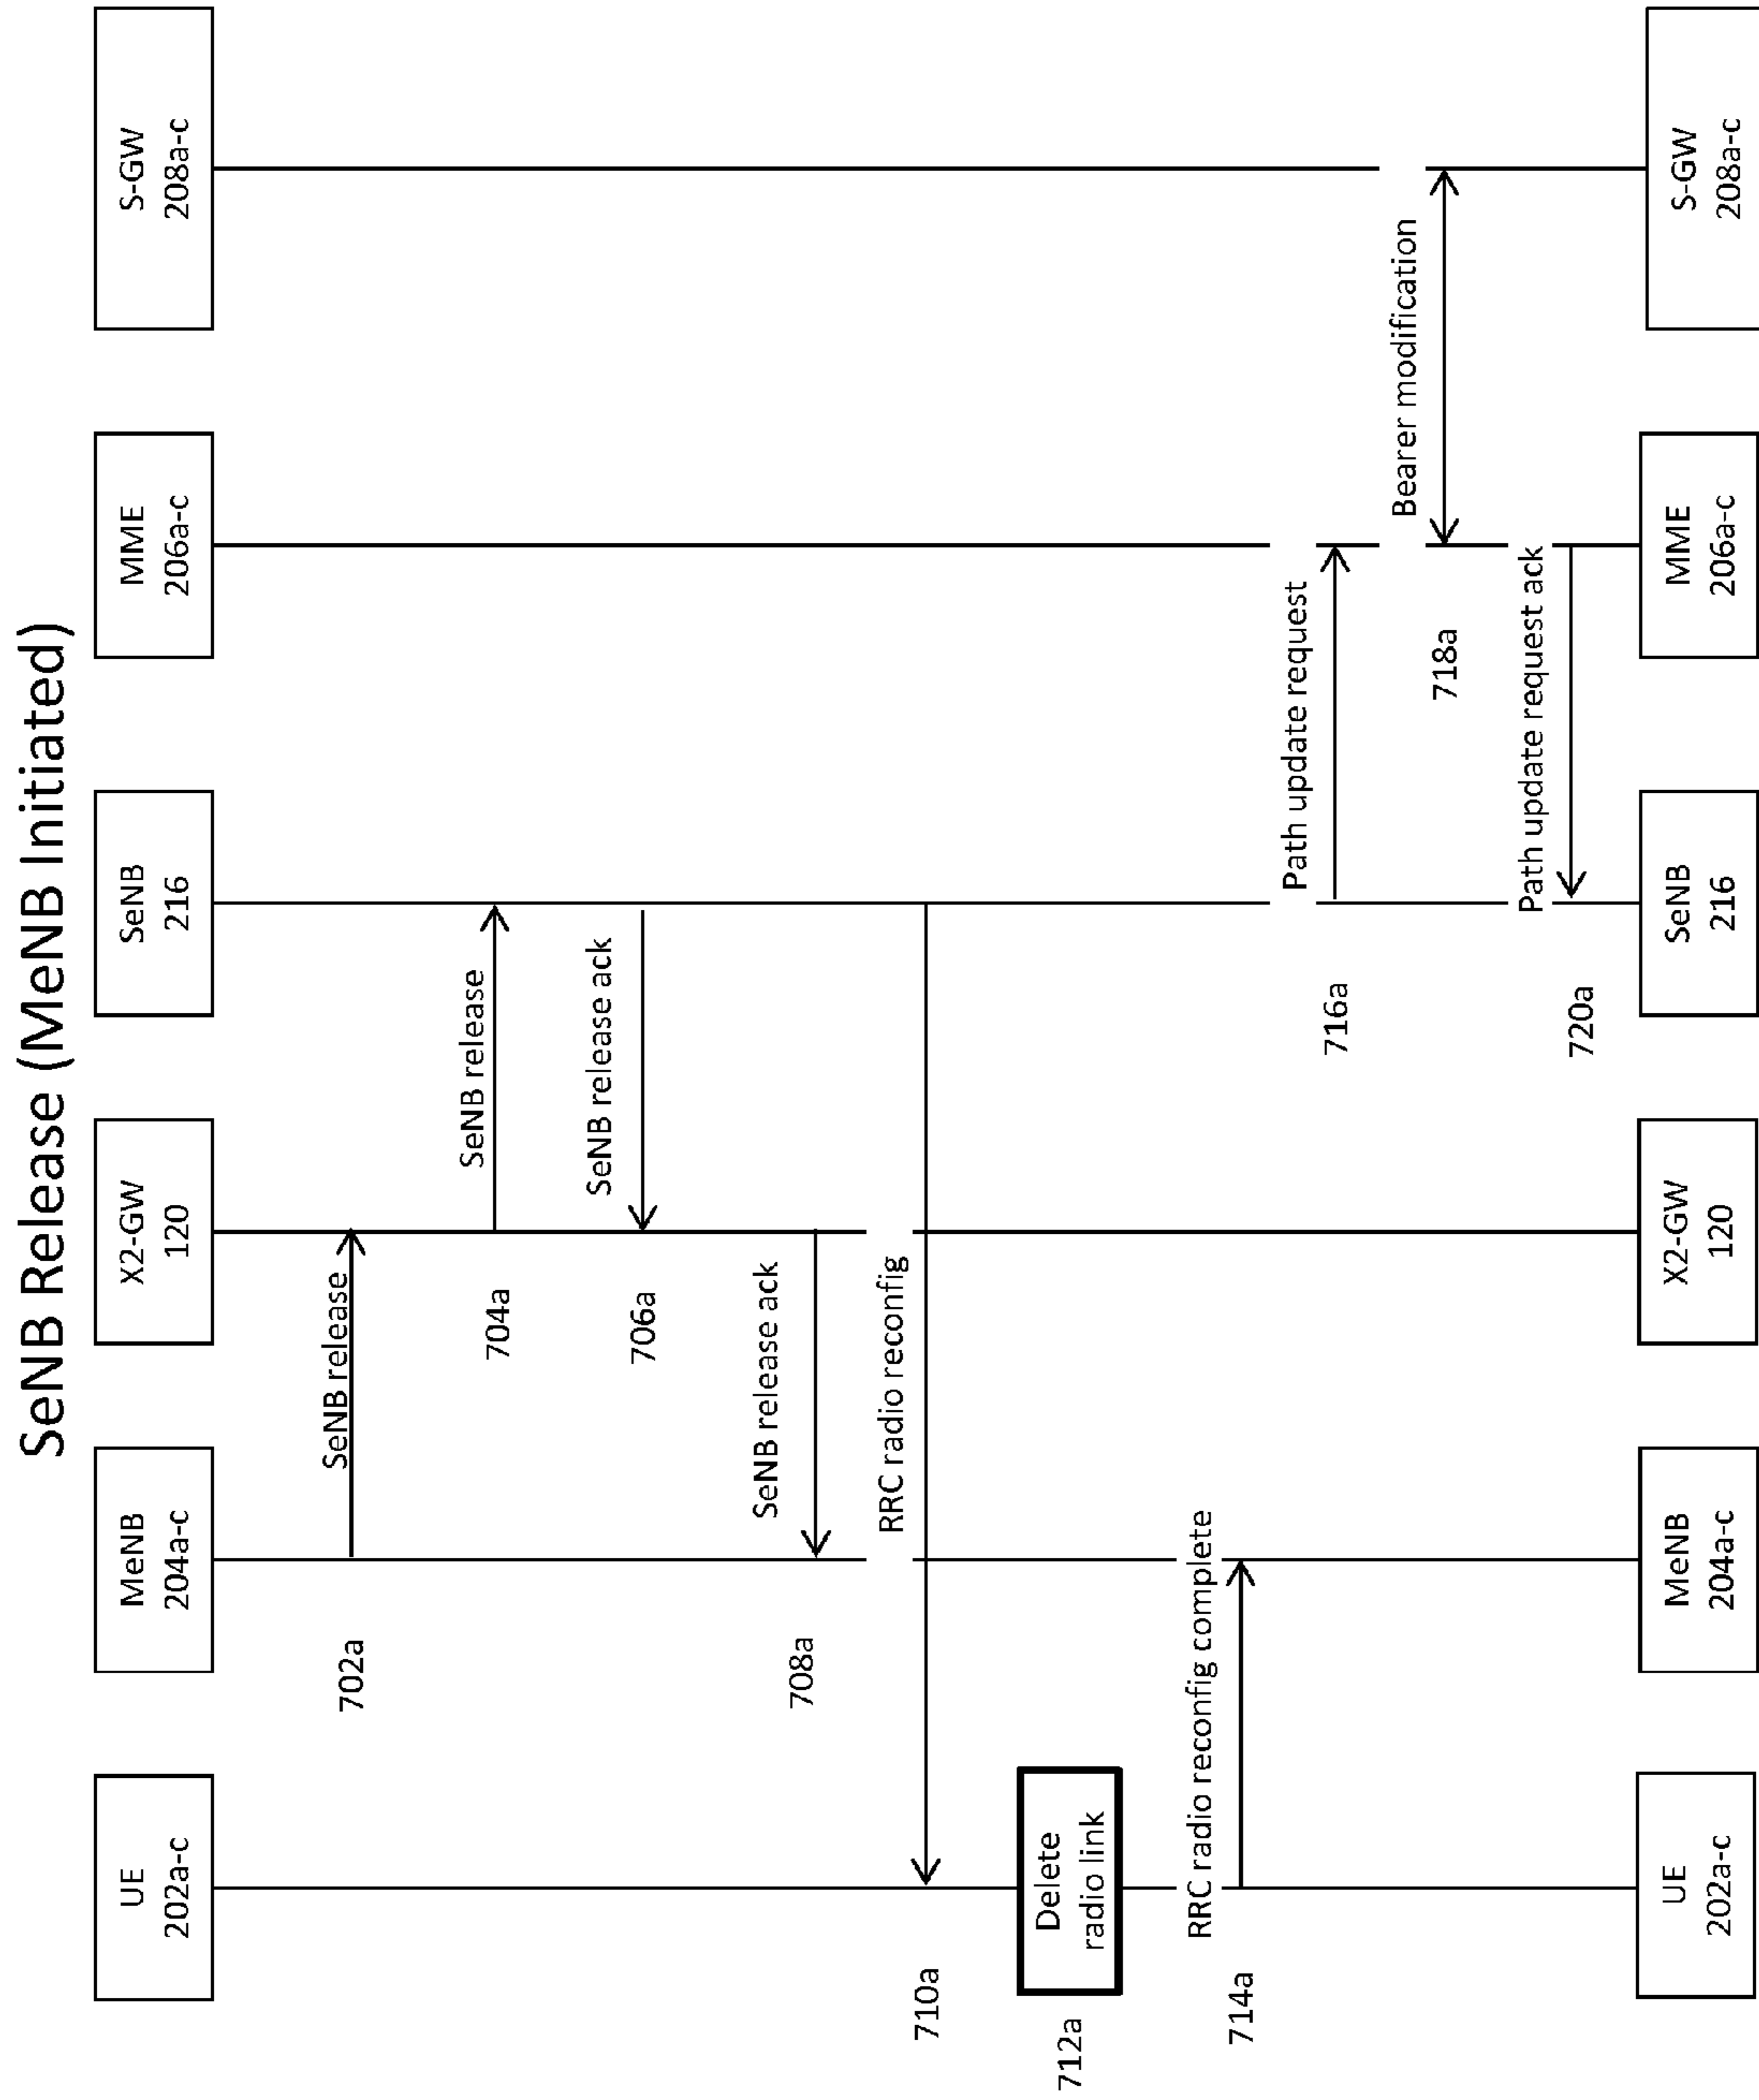 SeNB Release (MeNB Initiated)
UE
202a-c
MeNB
204a-c
X2-GW
120
SeNB
216
MME
206a-c
S-GW
208a-c
702a
SeNB release
704a
SeNB release
706a
SeNB release ack
708a
SeNB release ack
710a
RRC radio reconfig
712a
Delete
radio link
714a
RRC radio reconfig complete
716a
Path update request
718a
Bearer modification
720a
Path update request ack
UE
202a-c
MeNB
204a-c
X2-GW
120
SeNB
216
MME
206a-c
S-GW
208a-c